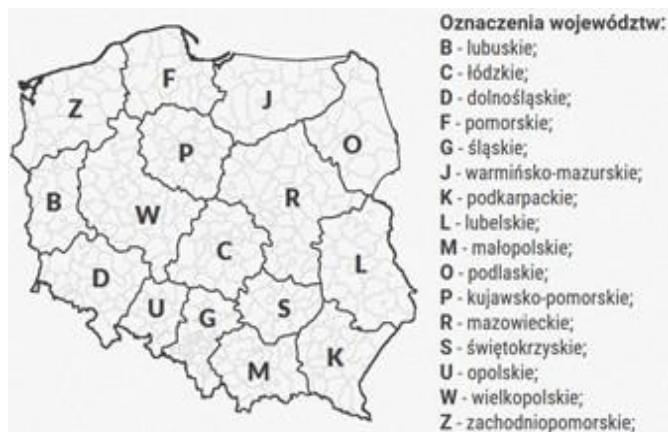 Oznaczenia województw:
B - lubuskie;
C - łódzkie;
D - dolnośląskie;
F - pomorskie;
G - śląskie;
J - warmińsko-mazurskie;
K - podkarpackie;
L - lubelskie;
M - małopolskie;
O - podlaskie;
P - kujawsko-pomorskie;
R - mazowieckie;
S - świętokrzyskie;
U - opolskie;
W - wielkopolskie;
Z - zachodniopomorskie;
F
Z
J
P
O
B
W
R
C
L
D
U
G
S
M
K